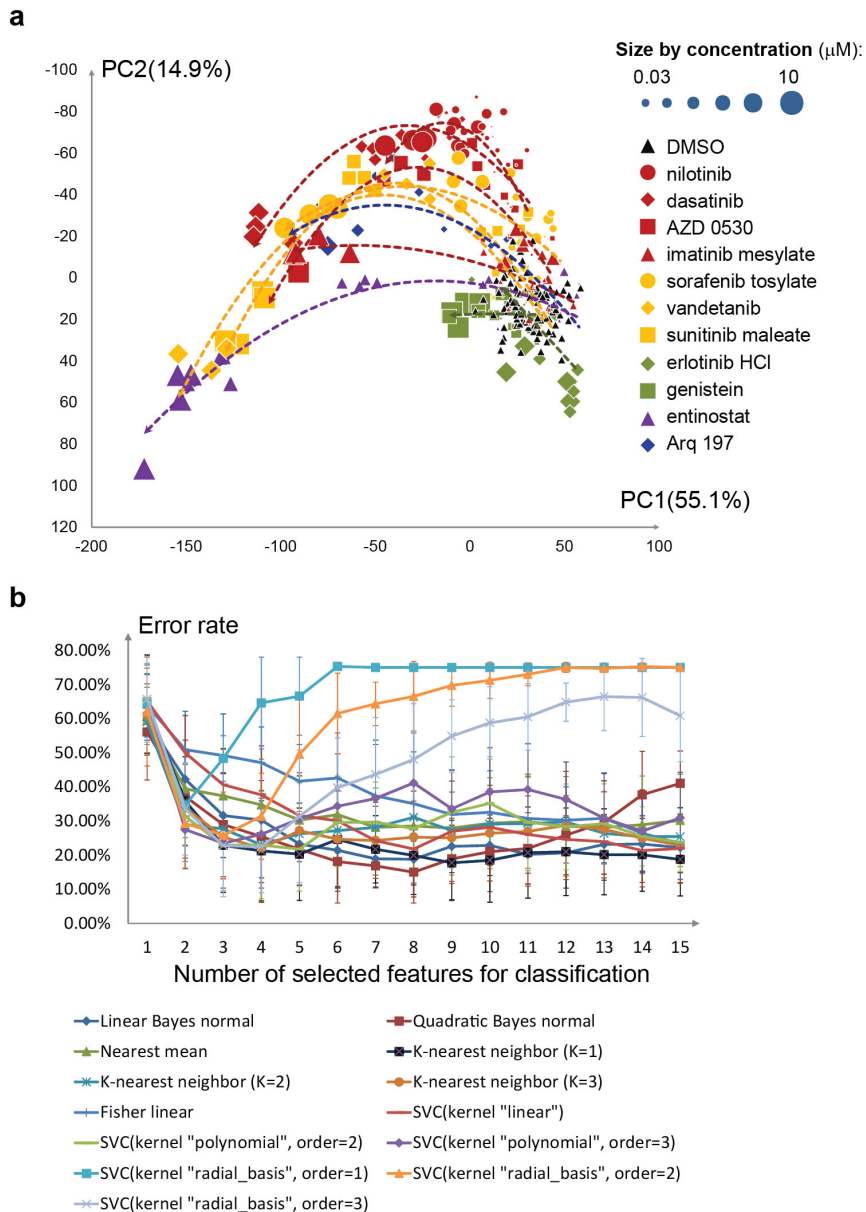 a
PC2(14.9%)
-100
-80
-60
-40
-20
0
20
40
60
80
100
120
-200 -150 -100 -50 0 50 100
PC1(55.1%)
Size by concentration (µM):
0.03 10
DMSO
nilotinib
dasatinib
AZD 0530
imatinib mesylate
sorafenib tosylate
vandetanib
sunitinib maleate
erlotinib HCl
genistein
entinostat
Arq 197
b
Error rate
80.00%
70.00%
60.00%
50.00%
40.00%
30.00%
20.00%
10.00%
0.00%
1 2 3 4 5 6 7 8 9 10 11 12 13 14 15
Number of selected features for classification
Linear Bayes normal Quadratic Bayes normal
Nearest mean K-nearest neighbor (K=1)
K-nearest neighbor (K=2) K-nearest neighbor (K=3)
Fisher linear SVC(kernel "linear")
SVC(kernel "polynomial", order=2) SVC(kernel "polynomial", order=3)
SVC(kernel "radial_basis", order=1) SVC(kernel "radial_basis", order=2)
SVC(kernel "radial_basis", order=3)